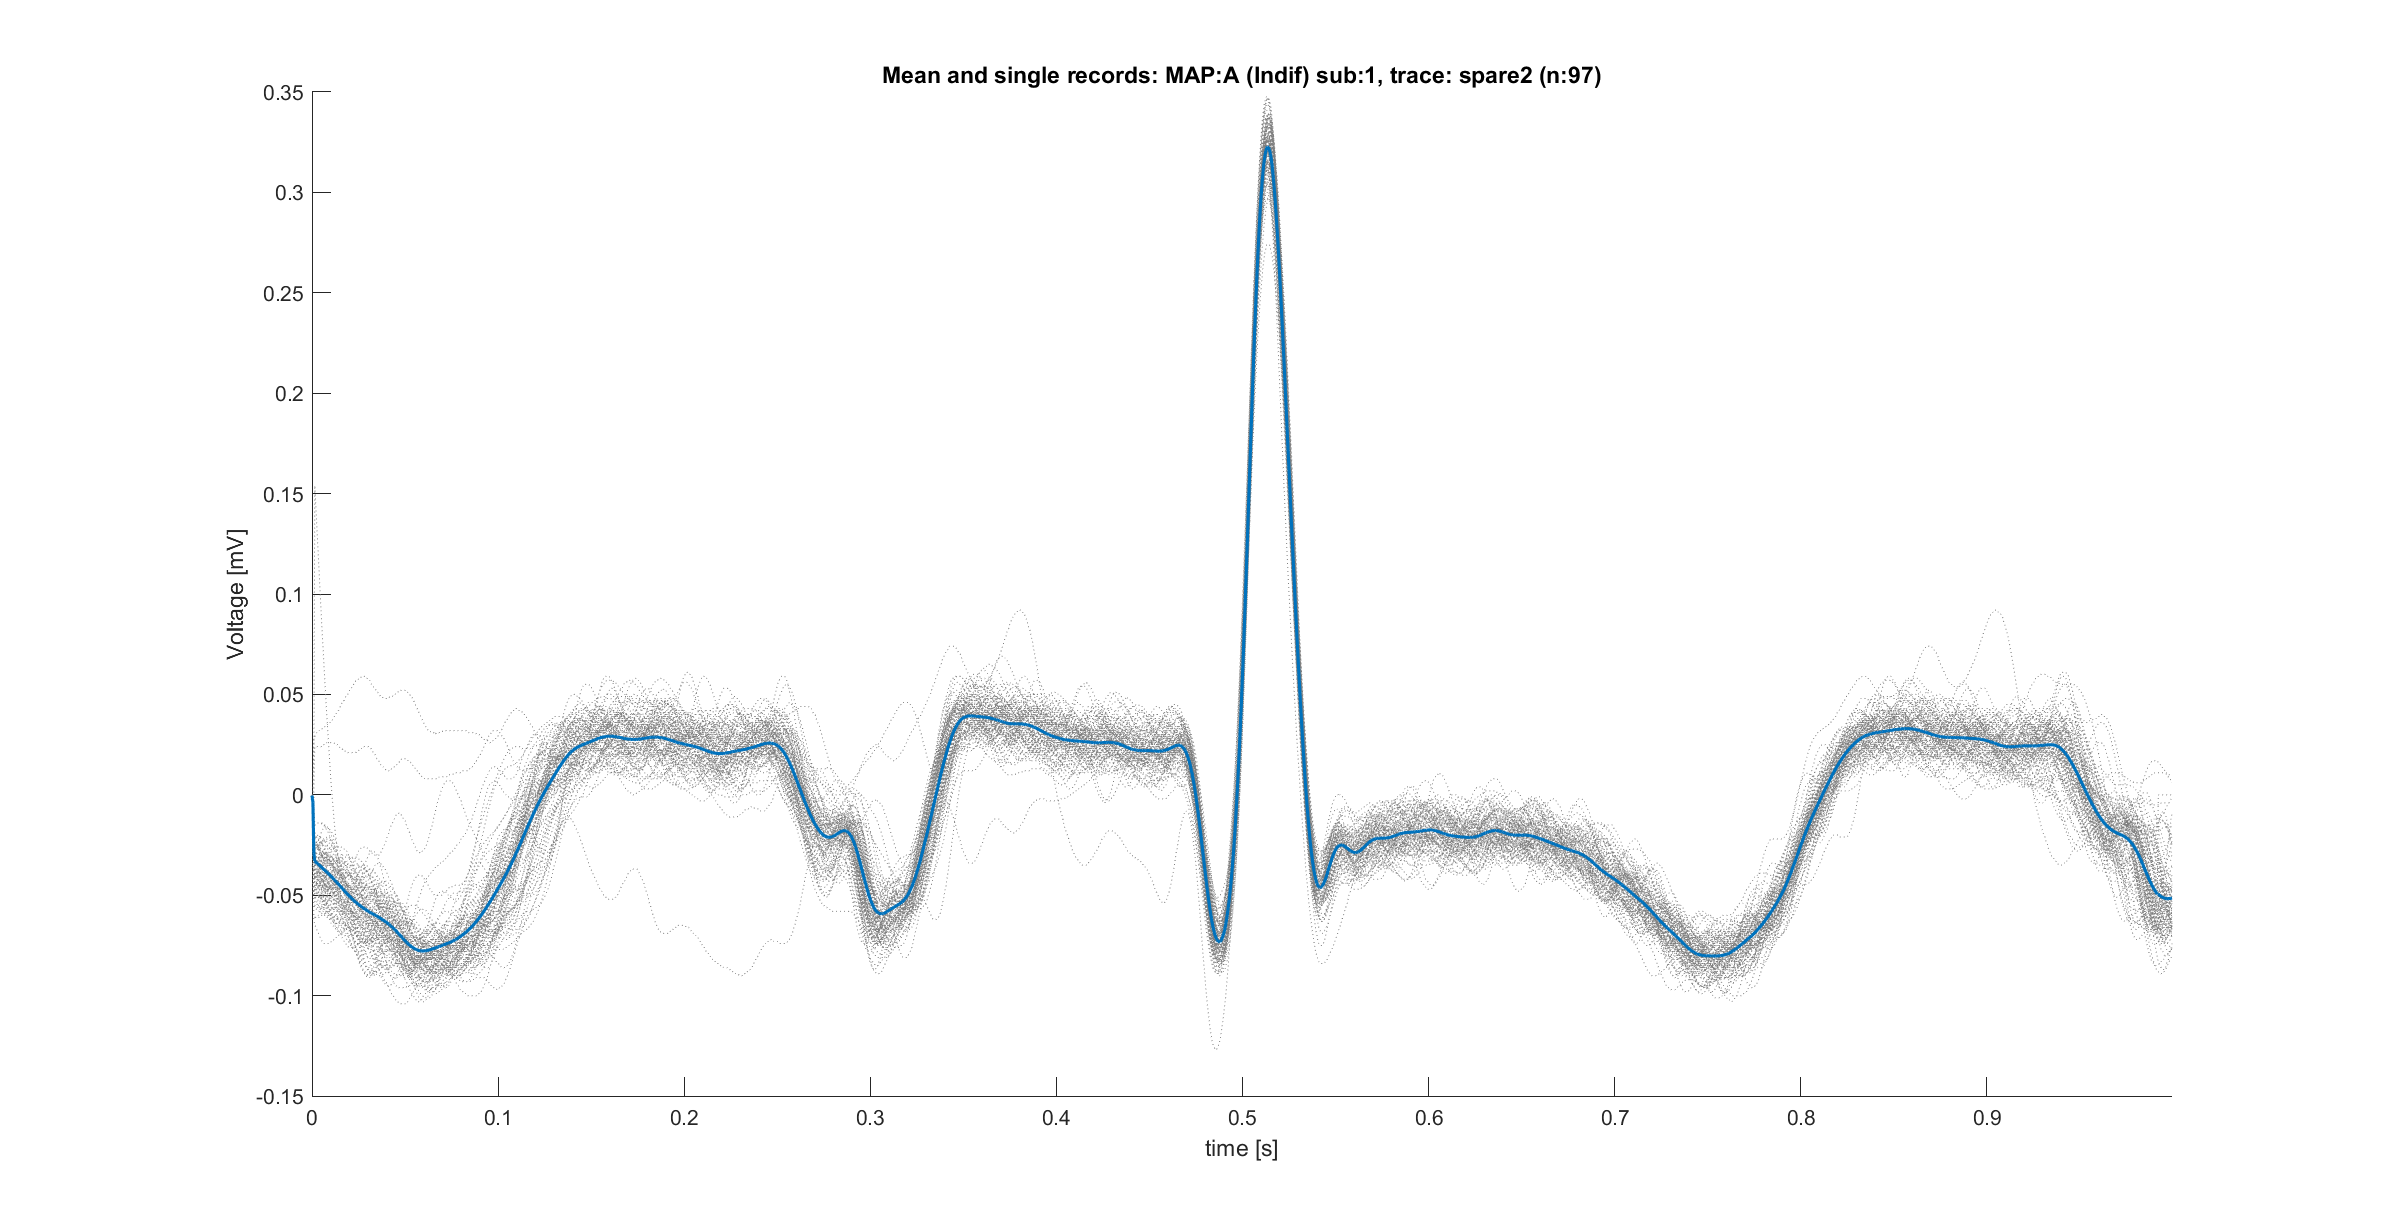 Mean and single records: MAP:A (Indif) sub:1, trace: spare2 (n:97)
0.35
0.3
0.25
0.2
0.15
0.1
0.05
0
-0.05
-0.1
-0.15
Voltage [mV]
0 0.1 0.2 0.3 0.4 0.5 0.6 0.7 0.8 0.9
time [s]